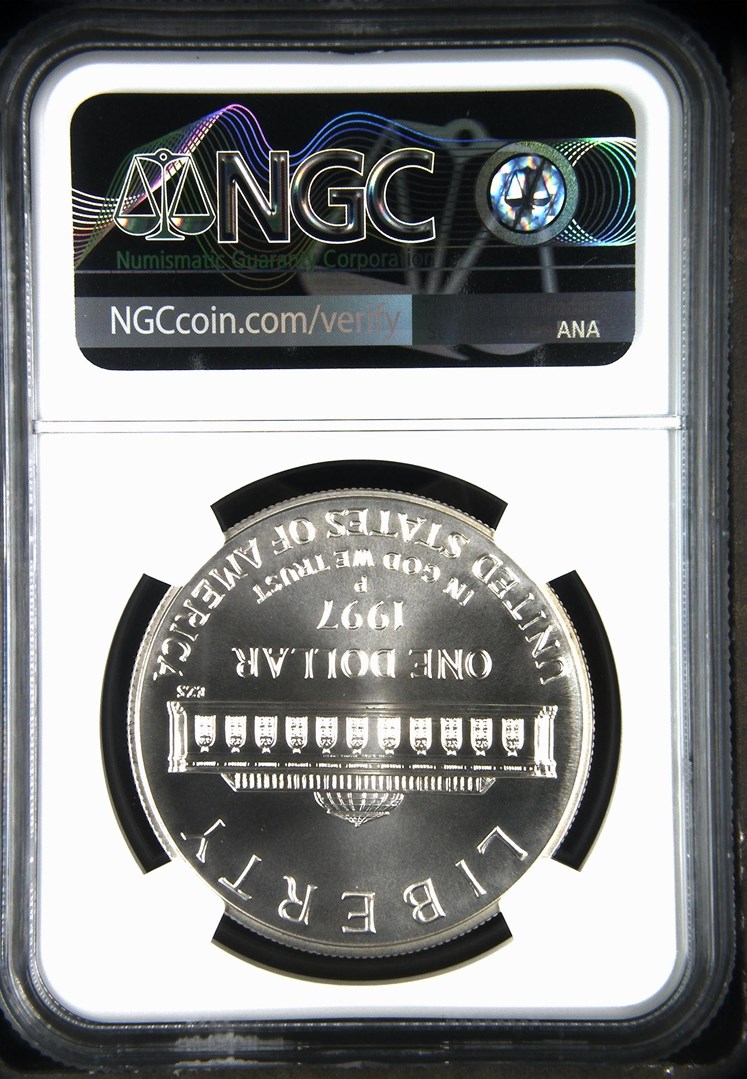 NGC
Numismatic Guaranty Corporation
NGCcoin.com/verify
ANA
LIBERTY
EZS
ONE DOLLAR
1997
P
IN GOD WE TRUST
UNITED STATES OF AMERICA